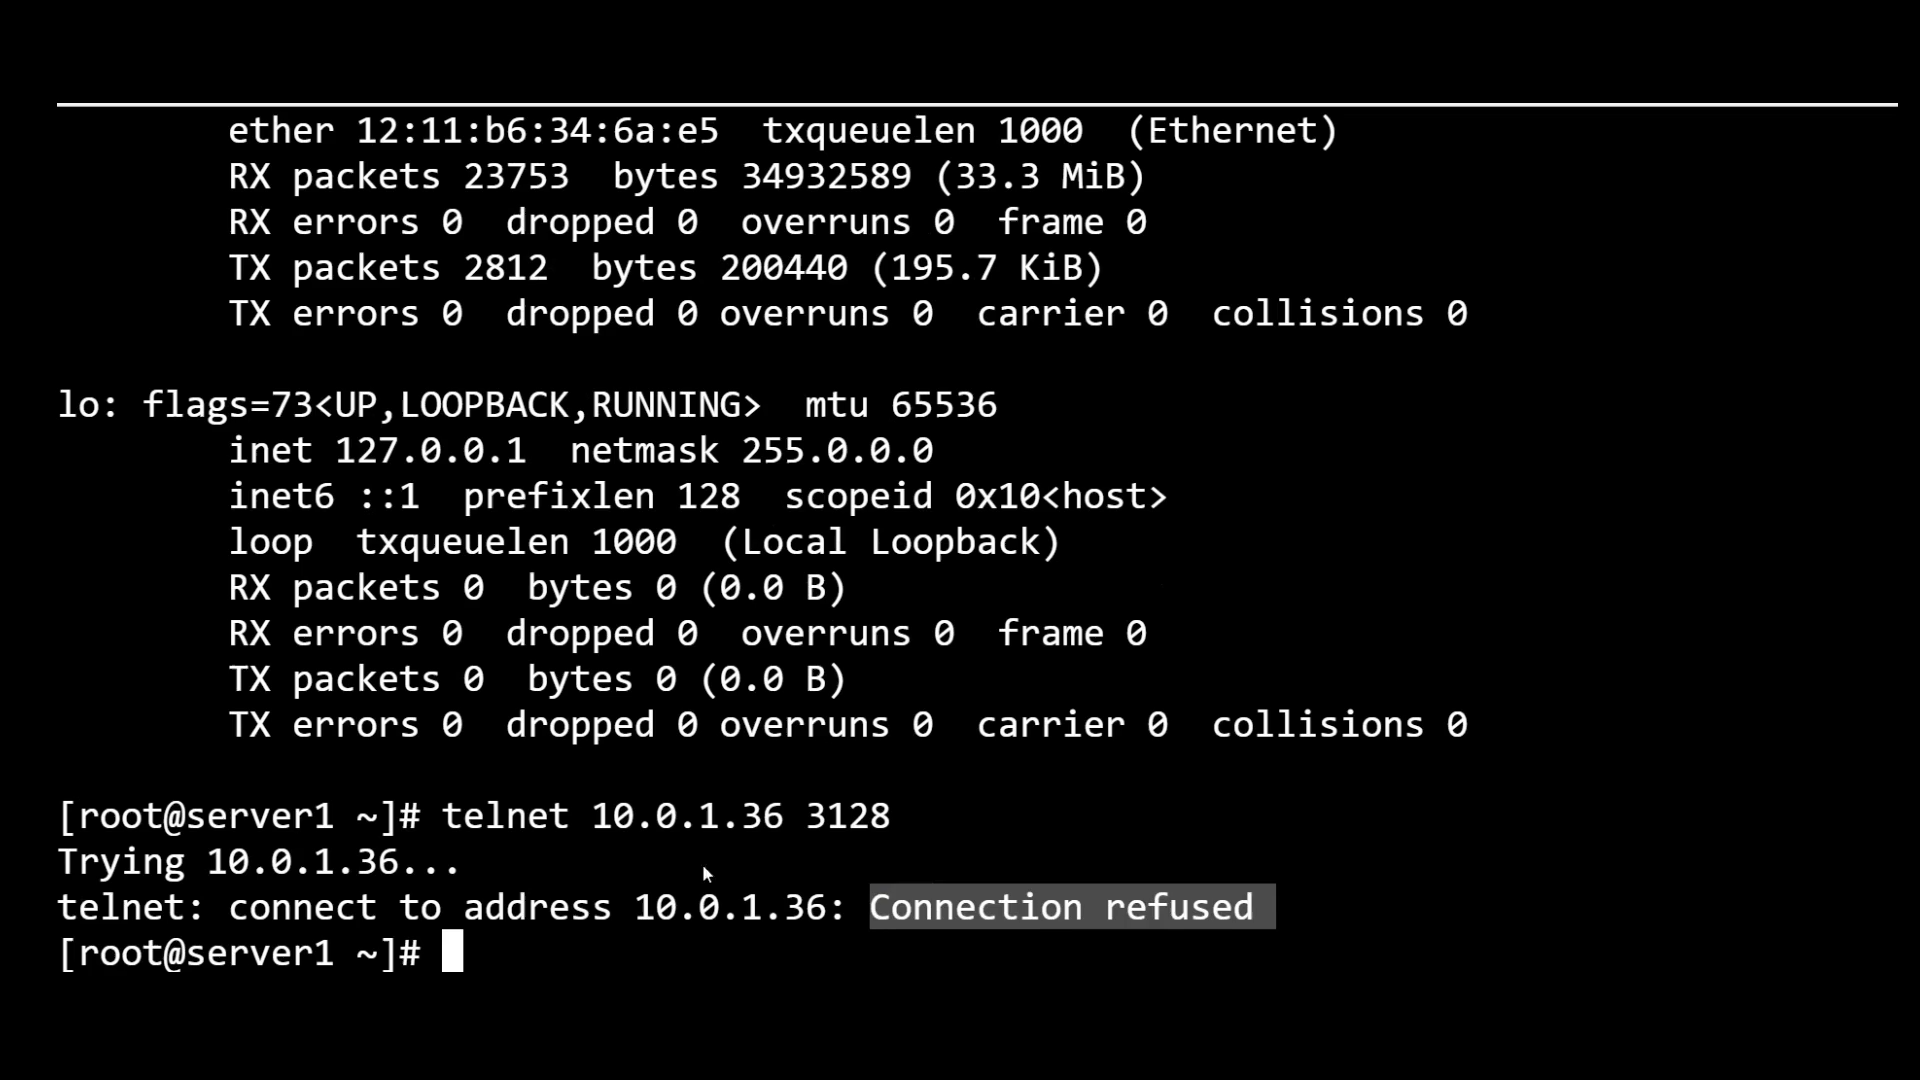 ether 12:11:b6:34:6a:e5  txqueuelen 1000  (Ethernet)
RX packets 23753  bytes 34932589 (33.3 MiB)
RX errors 0  dropped 0  overruns 0  frame 0
TX packets 2812  bytes 200440 (195.7 KiB)
TX errors 0  dropped 0 overruns 0  carrier 0  collisions 0
lo: flags=73<UP,LOOPBACK,RUNNING>  mtu 65536
inet 127.0.0.1  netmask 255.0.0.0
inet6 ::1  prefixlen 128  scopeid 0x10<host>
loop  txqueuelen 1000  (Local Loopback)
RX packets 0  bytes 0 (0.0 B)
RX errors 0  dropped 0  overruns 0  frame 0
TX packets 0  bytes 0 (0.0 B)
TX errors 0  dropped 0 overruns 0  carrier 0  collisions 0
[root@server1 ~]# telnet 10.0.1.36 3128
Trying 10.0.1.36...
telnet: connect to address 10.0.1.36: Connection refused
[root@server1 ~]#